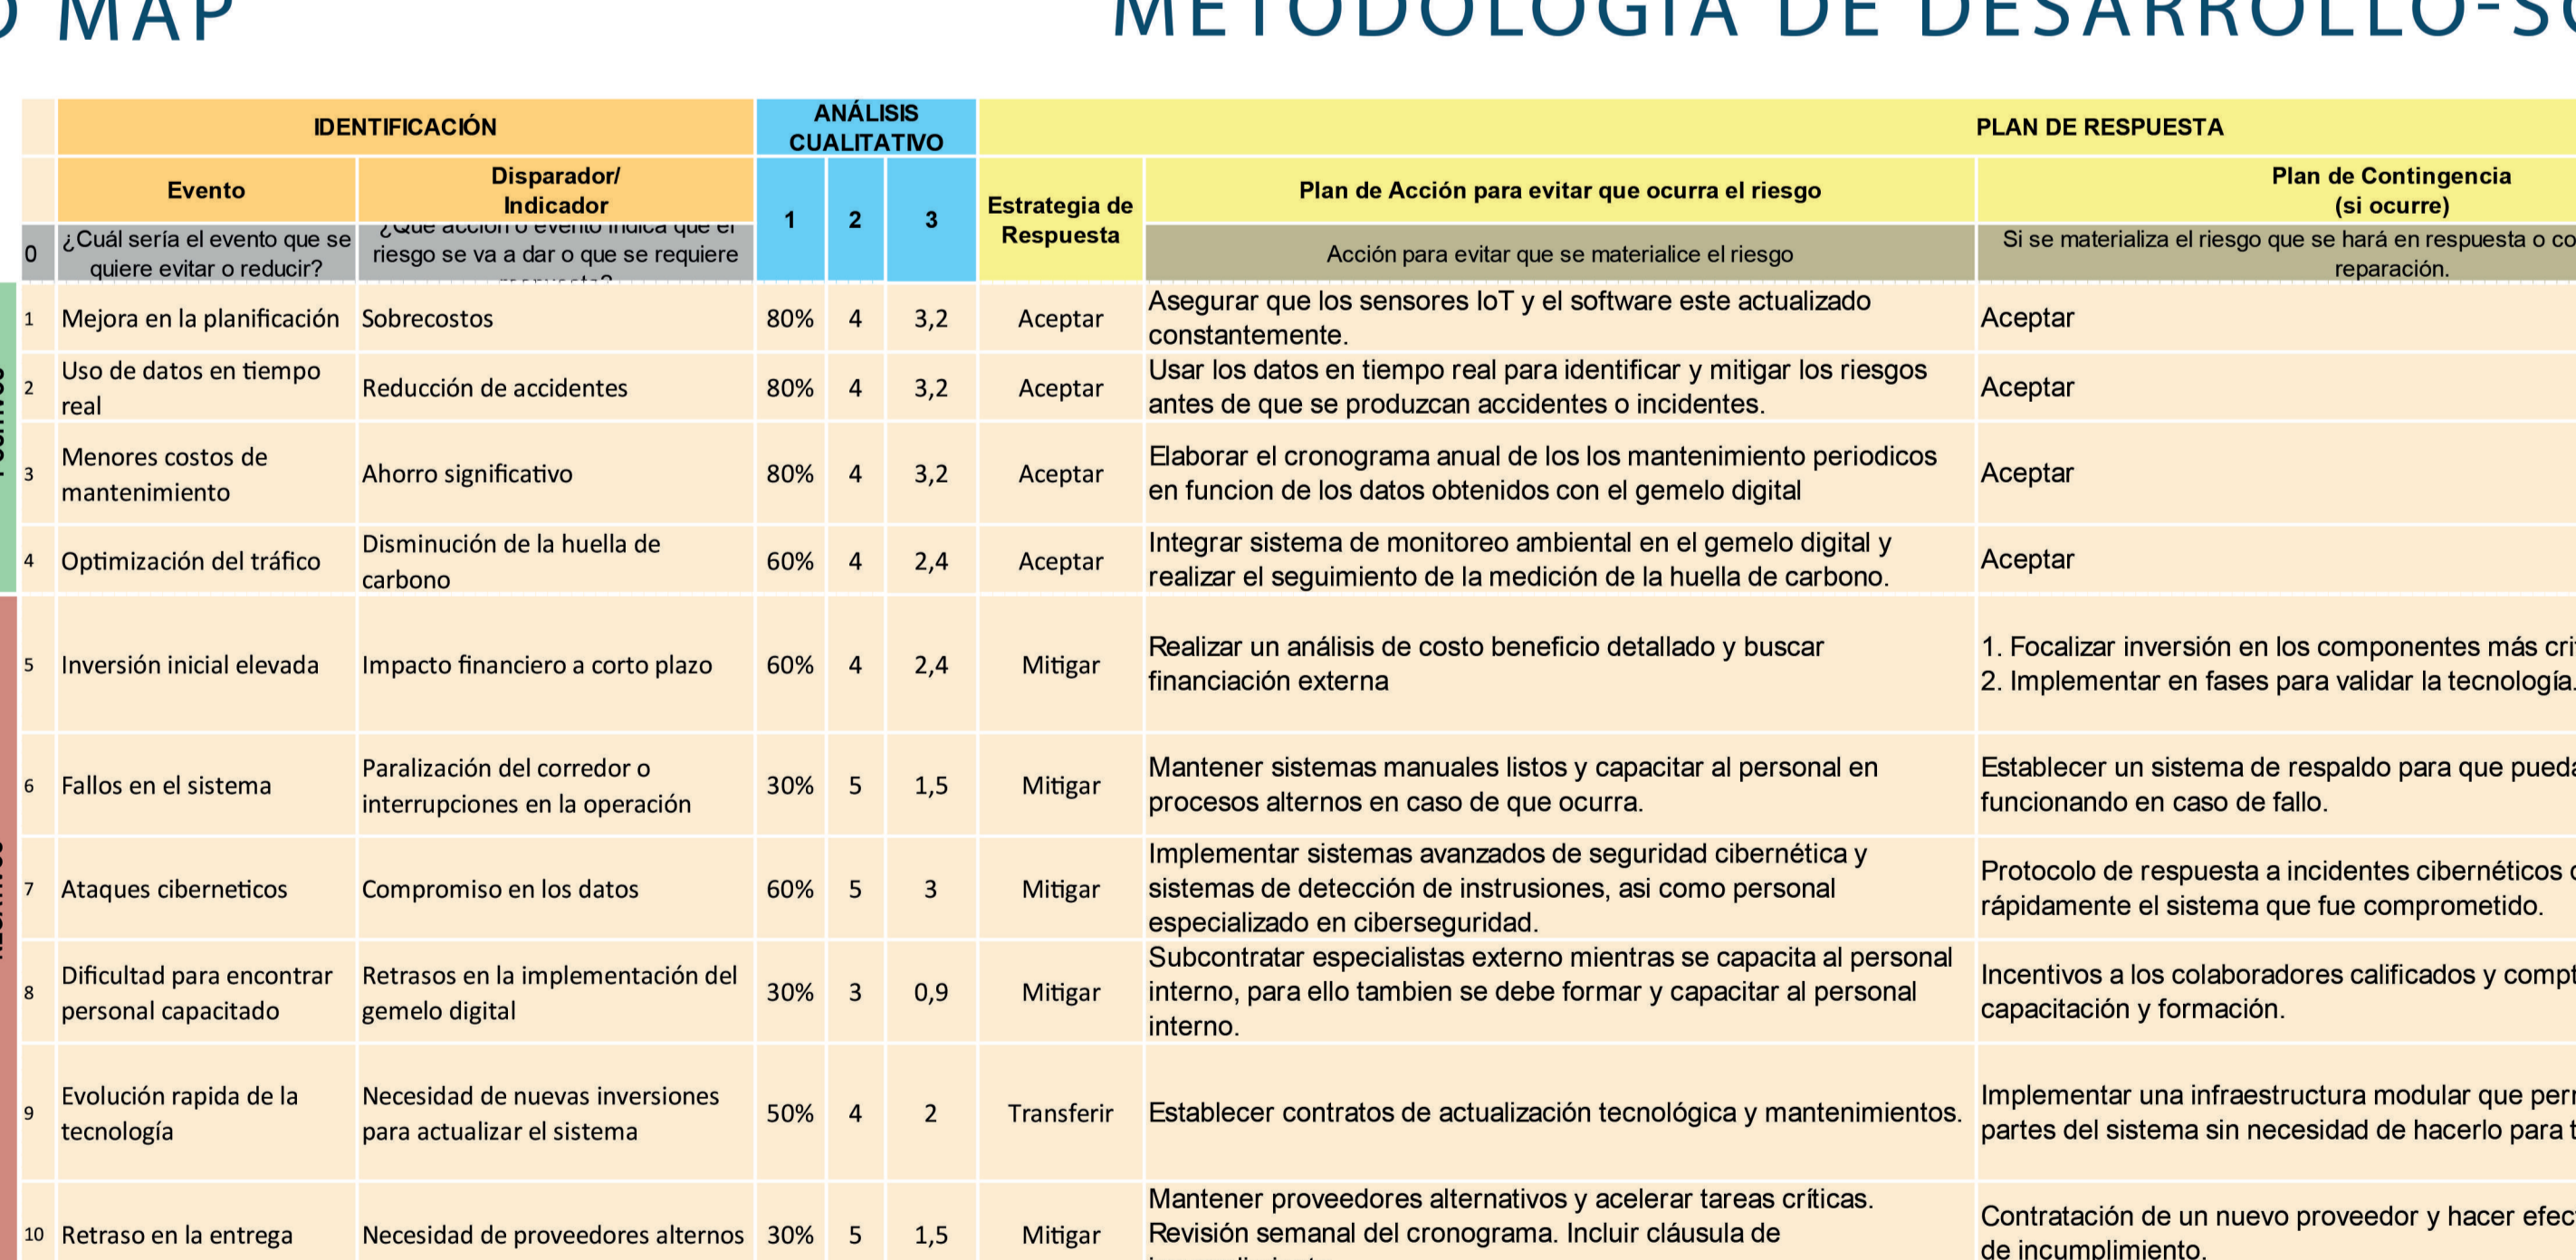 MAP
METODOLOGÍA DE DESARROLLO-SC
IDENTIFICACIÓN
ANÁLISIS
CUALITATIVO
PLAN DE RESPUESTA
Evento
Disparador/
Indicador
1
2
3
Estrategia de
Respuesta
Plan de Acción para evitar que ocurra el riesgo
Plan de Contingencia
(si ocurre)
0
¿Cuál sería el evento que se
quiere evitar o reducir?
¿Que acción o evento indica que el
riesgo se va a dar o que se requiere
Acción para evitar que se materialice el riesgo
Si se materializa el riesgo que se hará en respuesta o co
reparación.
1
Mejora en la planificación
Sobrecostos
80%
4
3,2
Aceptar
Asegurar que los sensores IoT y el software este actualizado
constantemente.
Aceptar
2
Uso de datos en tiempo
real
Reducción de accidentes
80%
4
3,2
Aceptar
Usar los datos en tiempo real para identificar y mitigar los riesgos
antes de que se produzcan accidentes o incidentes.
Aceptar
3
Menores costos de
mantenimiento
Ahorro significativo
80%
4
3,2
Aceptar
Elaborar el cronograma anual de los los mantenimiento periodicos
en funcion de los datos obtenidos con el gemelo digital
Aceptar
4
Optimización del tráfico
Disminución de la huella de
carbono
60%
4
2,4
Aceptar
Integrar sistema de monitoreo ambiental en el gemelo digital y
realizar el seguimiento de la medición de la huella de carbono.
Aceptar
5
Inversión inicial elevada
Impacto financiero a corto plazo
60%
4
2,4
Mitigar
Realizar un análisis de costo beneficio detallado y buscar
financiación externa
1. Focalizar inversión en los componentes más cri
2. Implementar en fases para validar la tecnología.
6
Fallos en el sistema
Paralización del corredor o
interrupciones en la operación
30%
5
1,5
Mitigar
Mantener sistemas manuales listos y capacitar al personal en
procesos alternos en caso de que ocurra.
Establecer un sistema de respaldo para que pueda
funcionando en caso de fallo.
7
Ataques ciberneticos
Compromiso en los datos
60%
5
3
Mitigar
Implementar sistemas avanzados de seguridad cibernética y
sistemas de detección de instrusiones, asi como personal
especializado en ciberseguridad.
Protocolo de respuesta a incidentes cibernéticos
rápidamente el sistema que fue comprometido.
8
Dificultad para encontrar
personal capacitado
Retrasos en la implementación del
gemelo digital
30%
3
0,9
Mitigar
Subcontratar especialistas externo mientras se capacita al personal
interno, para ello tambien se debe formar y capacitar al personal
interno.
Incentivos a los colaboradores calificados y compt
capacitación y formación.
9
Evolución rapida de la
tecnología
Necesidad de nuevas inversiones
para actualizar el sistema
50%
4
2
Transferir
Establecer contratos de actualización tecnológica y mantenimientos.
Implementar una infraestructura modular que perr
partes del sistema sin necesidad de hacerlo para t
10
Retraso en la entrega
Necesidad de proveedores alternos
30%
5
1,5
Mitigar
Mantener proveedores alternativos y acelerar tareas críticas.
Revisión semanal del cronograma. Incluir cláusula de
Contratación de un nuevo proveedor y hacer efec
de incumplimiento.